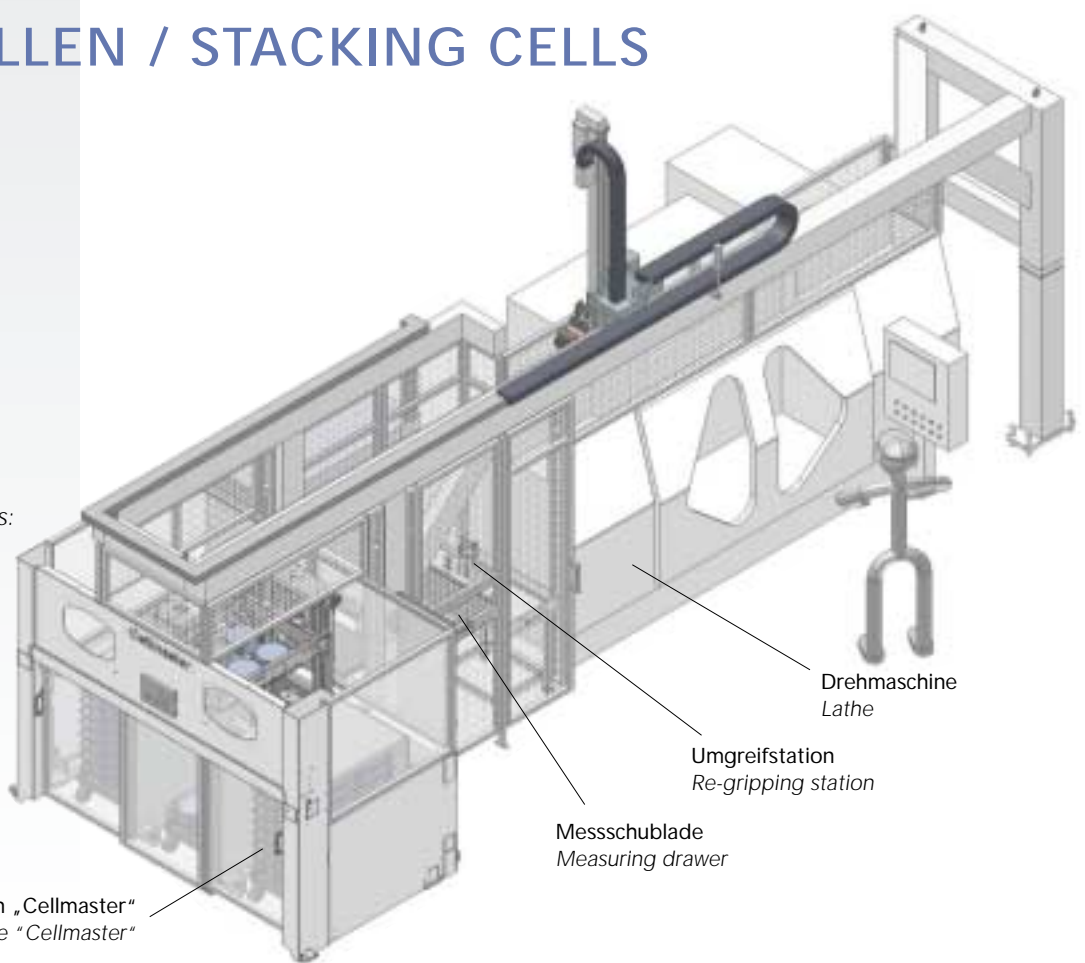 LLEN / STACKING CELLS
s:
Drehmaschine
Lathe
Umgreifstation
Re-gripping station
Messschublade
Measuring drawer
n „Cellmaster“
e “Cellmaster“